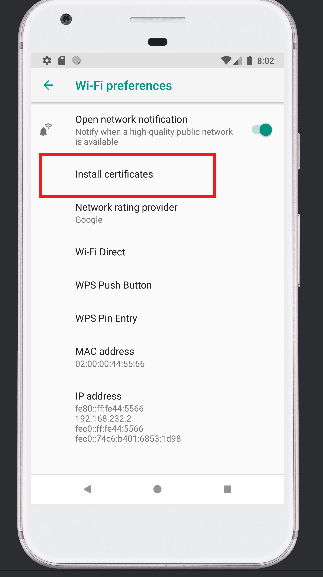 8:02
Wi-Fi preferences
Open network notification
Notify when a high-quality public network
is available
Install certificates
Network rating provider
Google
Wi-Fi Direct
WPS Push Button
WPS Pin Entry
MAC address
02:00:00:44:55:66
IP address
fe80::ff:fe44:5566
192.168.232.2
fec0::ff:fe44:5566
fec0::74c6:b401:6853:1d98